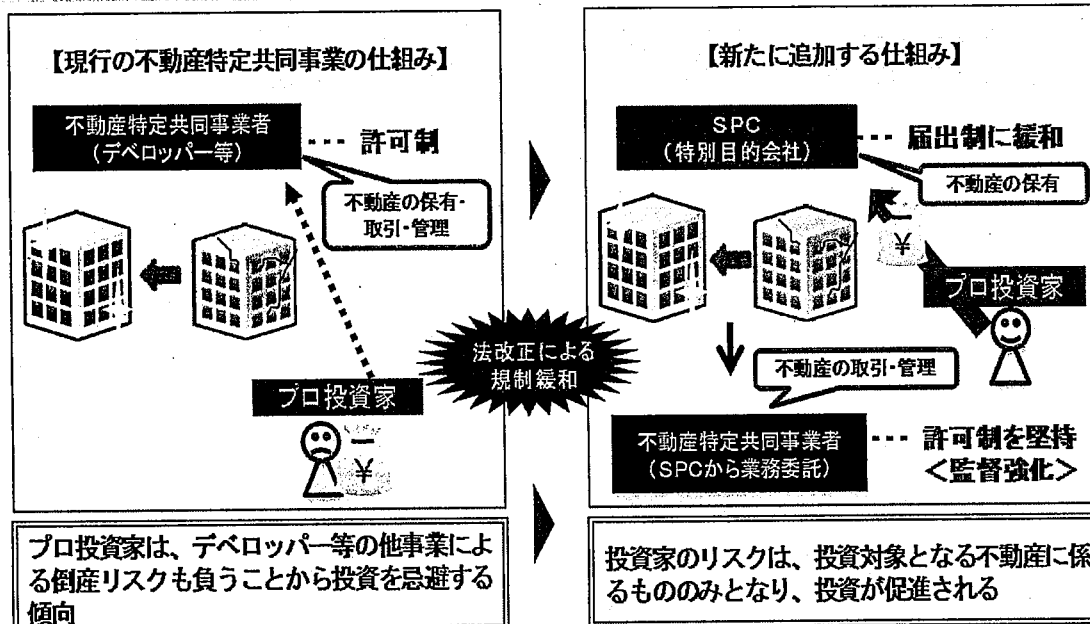 【現行の不動産特定共同事業の仕組み】
不動産特定共同事業者
(デベロッパー等)
･･･ 許可制
不動産の保有･
取引･管理
プロ投資家
¥
プロ投資家は、デベロッパー等の他事業によ
る倒産リスクも負うことから投資を忌避する
傾向
法改正による
規制緩和
【新たに追加する仕組み】
SPC
(特別目的会社)
･･･ 届出制に緩和
不動産の保有
¥
プロ投資家
不動産の取引･管理
不動産特定共同事業者
(SPCから業務委託)
･･･ 許可制を堅持
<監督強化>
投資家のリスクは、投資対象となる不動産に係
るもののみとなり、投資が促進される